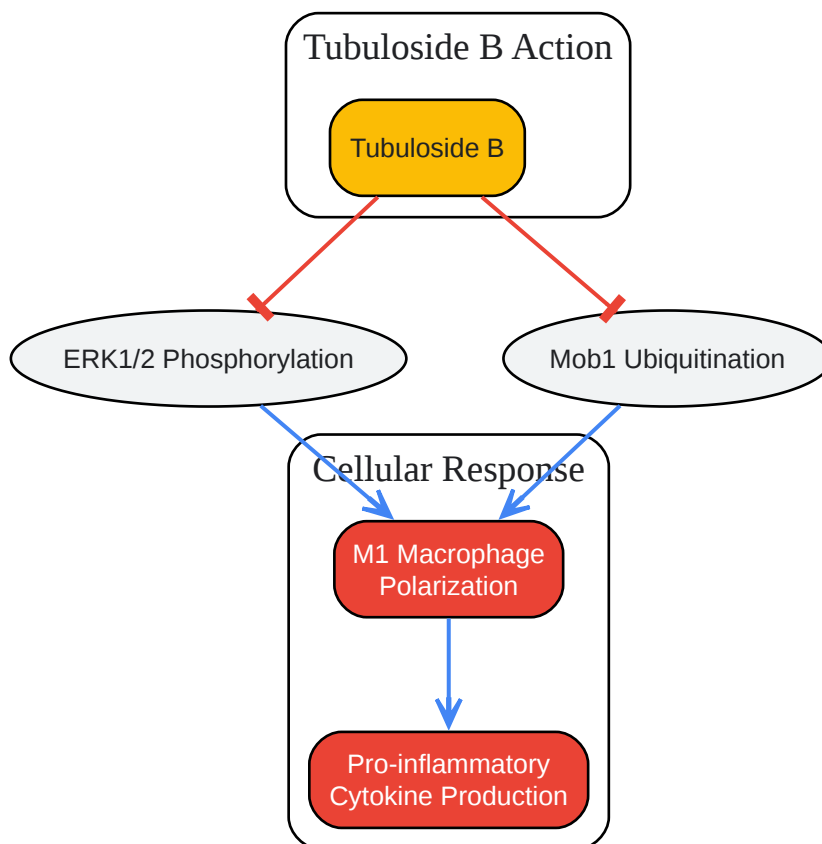 Tubuloside B Action
Tubuloside B
ERK1/2 Phosphorylation
Mob1 Ubiquitination
Cellular Response
M1 Macrophage
Polarization
Pro-inflammatory
Cytokine Production